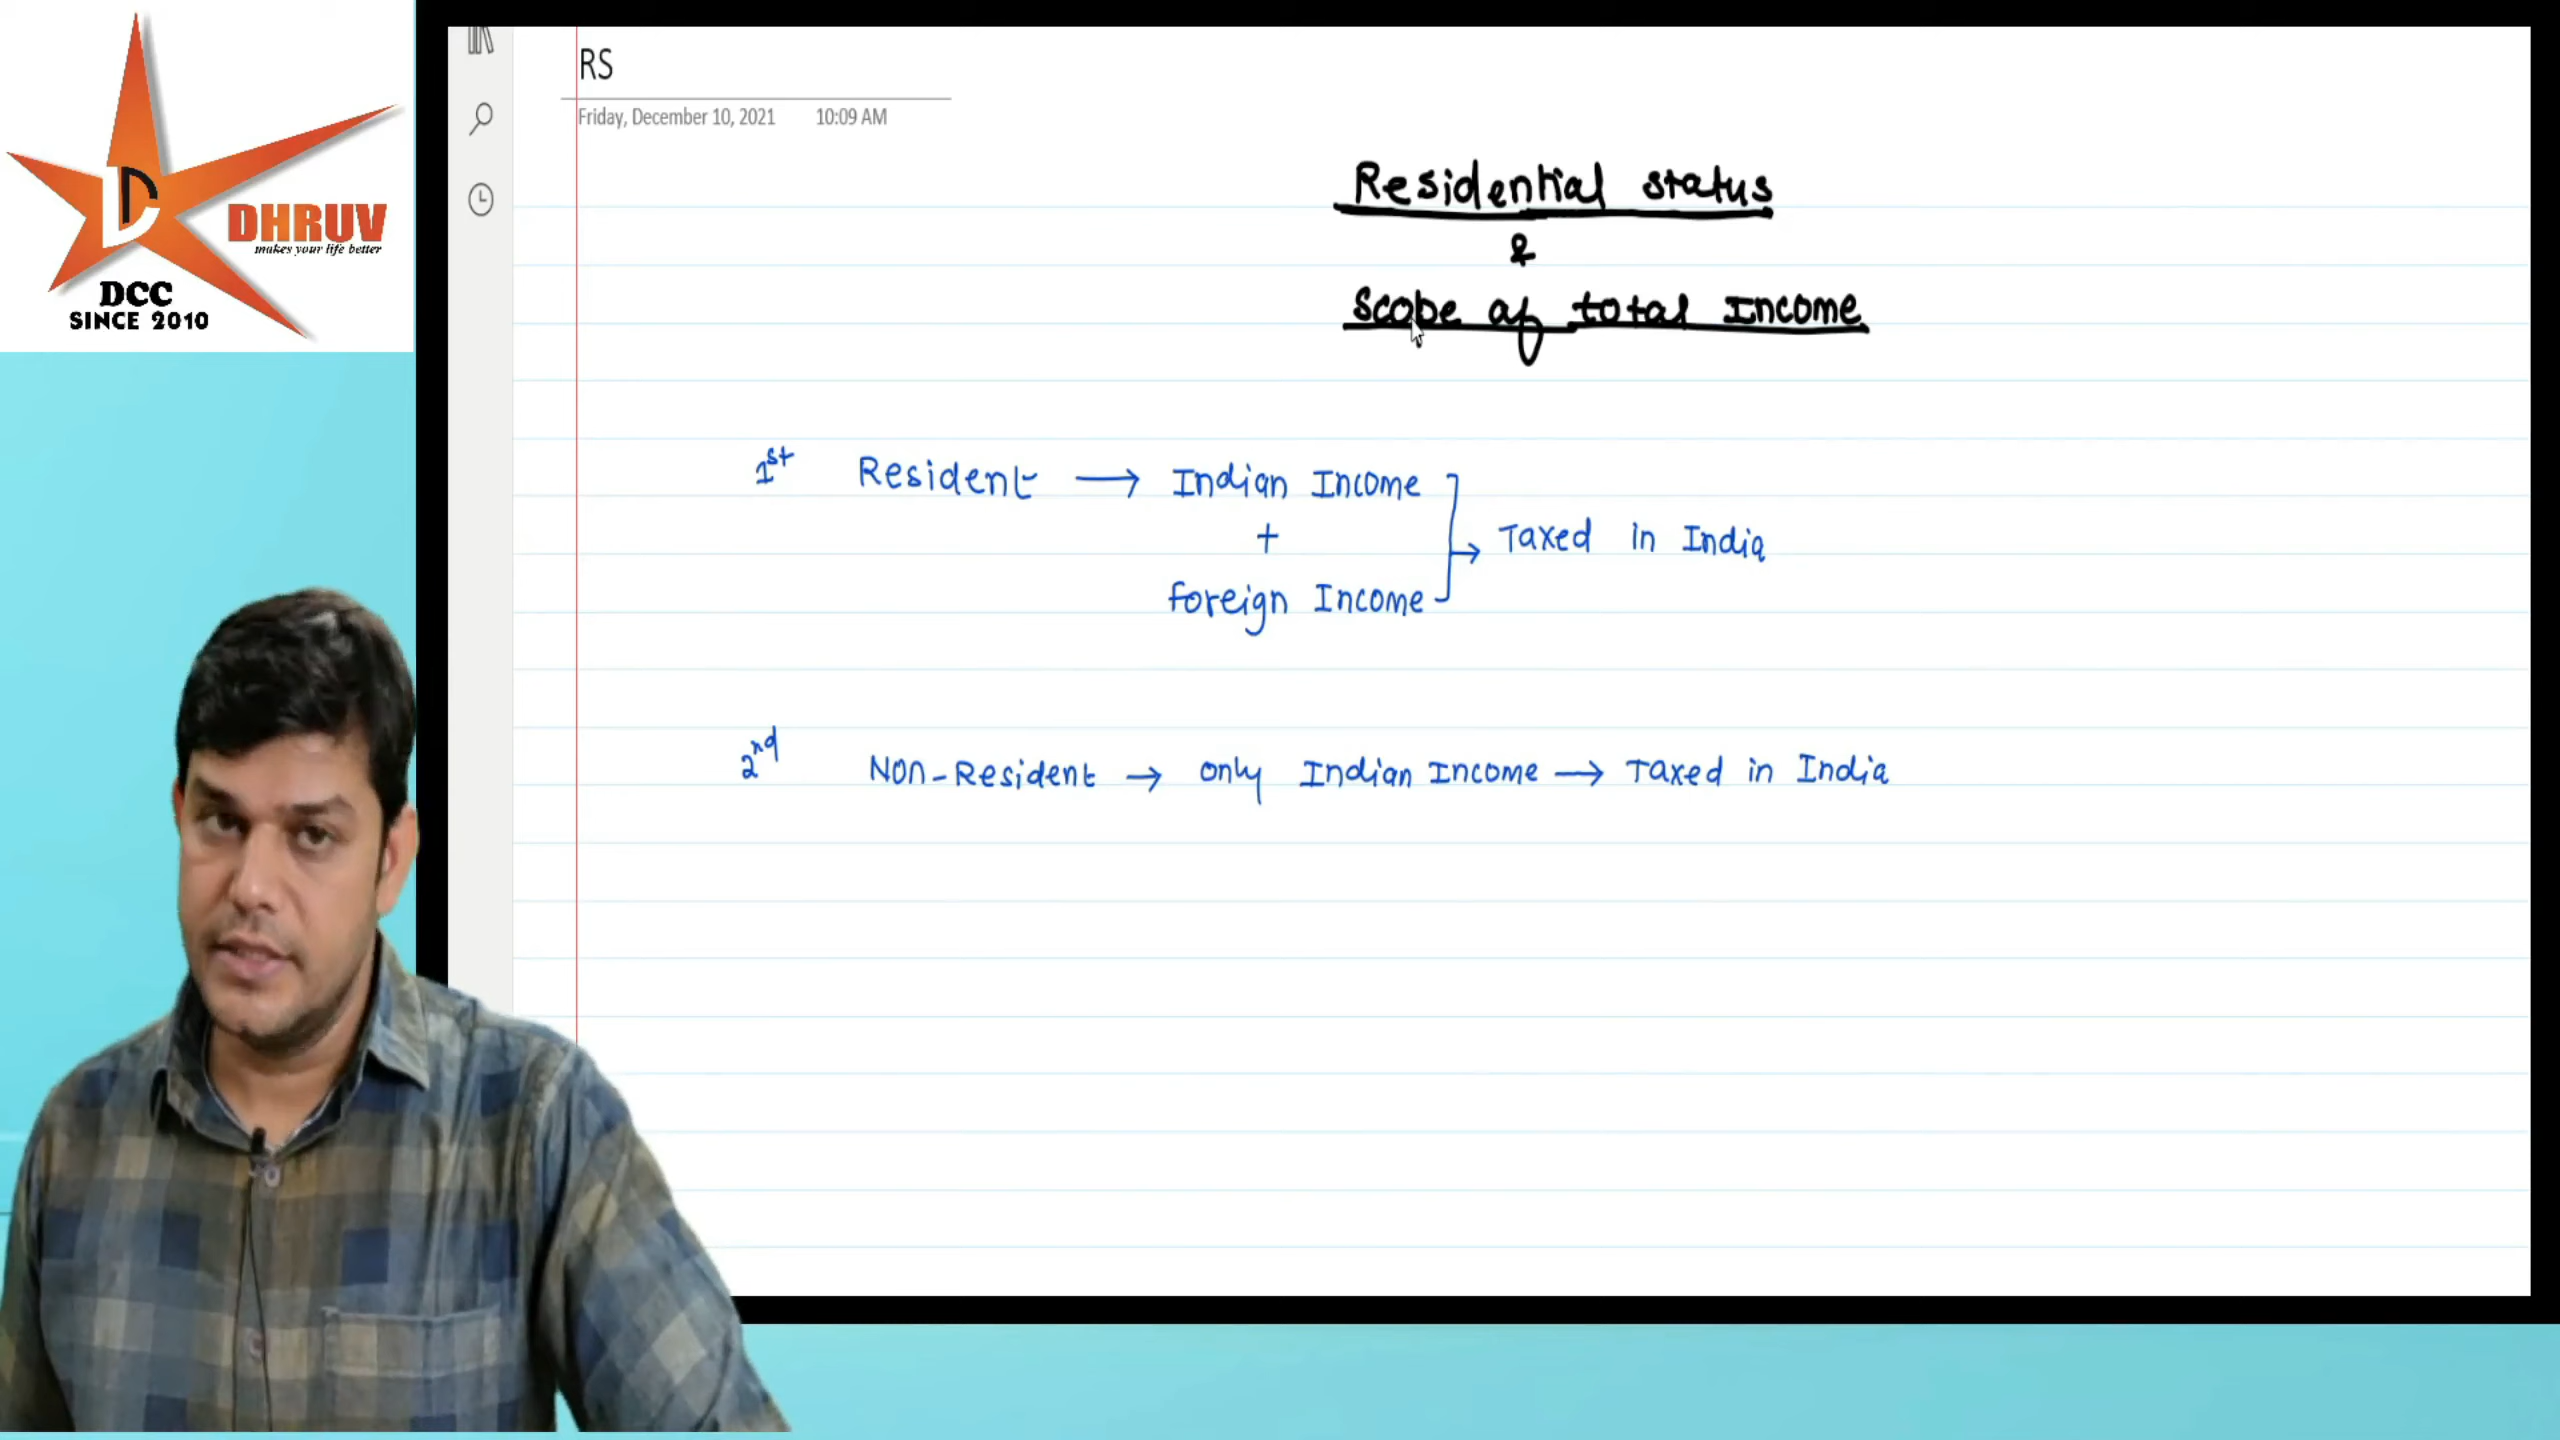 DC
DHRUV
makes your life better
DCC
SINCE 2010
RS
Friday, December 10, 2021 10:09 AM
Residential status
&
Scope of total Income
1st Resident → Indian Income
+
foreign Income
→ Taxed in India
2nd Non-Resident → only Indian Income → Taxed in India